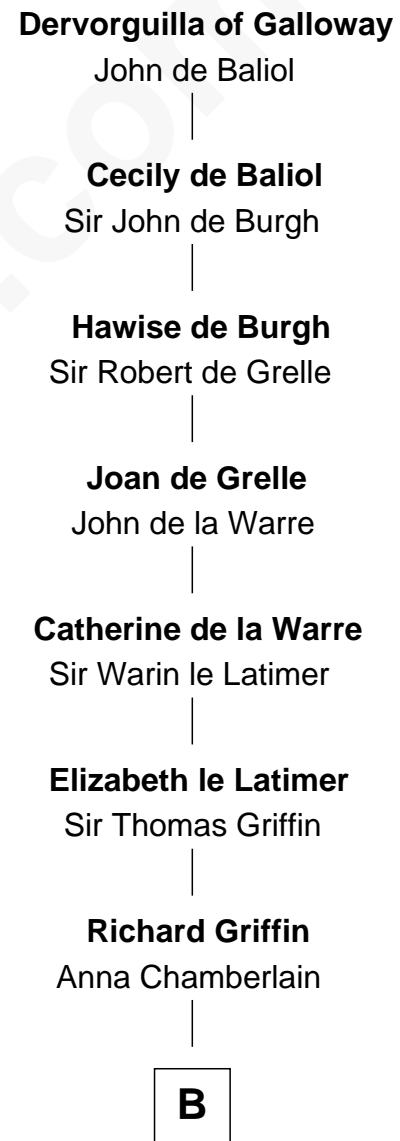 Dervorguilla of Galloway
John de Baliol
Cecily de Baliol
Sir John de Burgh
Hawise de Burgh
Sir Robert de Grelle
Joan de Grelle
John de la Warre
Catherine de la Warre
Sir Warin le Latimer
Elizabeth le Latimer
Sir Thomas Griffin
Richard Griffin
Anna Chamberlain
B